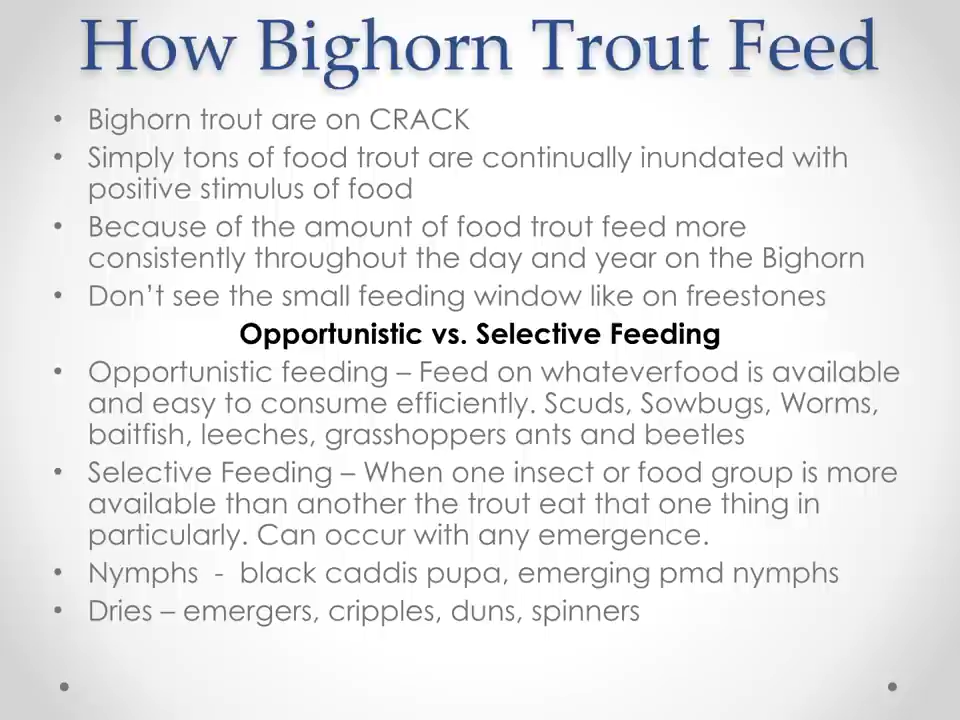 How Bighorn Trout Feed
• Bighorn trout are on CRACK
• Simply tons of food trout are continually inundated with
positive stimulus of food
• Because of the amount of food trout feed more
consistently throughout the day and year on the Bighorn
• Don’t see the small feeding window like on freestones
Opportunistic vs. Selective Feeding
• Opportunistic feeding – Feed on whateverfood is available
and easy to consume efficiently. Scuds, Sowbugs, Worms,
baitfish, leeches, grasshoppers ants and beetles
• Selective Feeding – When one insect or food group is more
available than another the trout eat that one thing in
particularly. Can occur with any emergence.
• Nymphs - black caddis pupa, emerging pmd nymphs
• Dries – emergers, cripples, duns, spinners